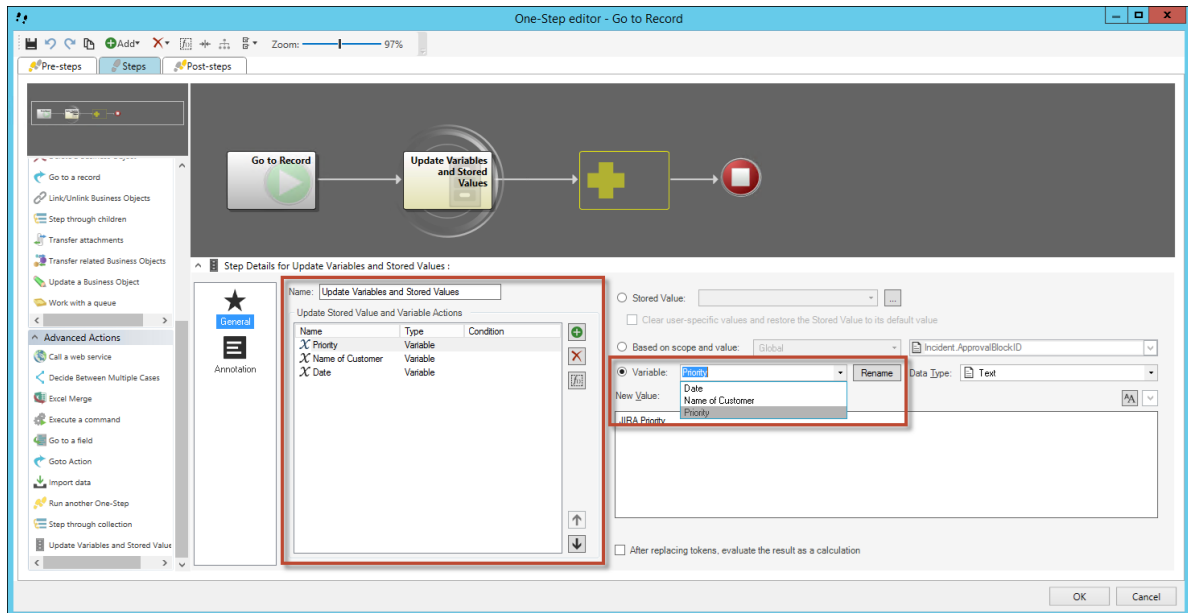 One-Step editor - Go to Record
Add
Zoom:
97%
Pre-steps
Steps
Post-steps
Go to a record
Link/Unlink Business Objects
Step through children
Transfer attachments
Transfer related Business Objects
Update a Business Object
Work with a queue
Advanced Actions
Call a web service
Decide Between Multiple Cases
Excel Merge
Execute a command
Go to a field
Goto Action
Import data
Run another One-Step
Step through collection
Update Variables and Stored Value
Go to Record
Update Variables
and Stored
Values
Step Details for Update Variables and Stored Values :
General
Annotation
Name: Update Variables and Stored Values
Update Stored Value and Variable Actions
Name Type Condition
Priority Variable
Name of Customer Variable
Date Variable
Stored Value:
...
Clear user-specific values and restore the Stored Value to its default value
Based on scope and value: Global Incident.ApprovalBlockID
Variable: Priority Rename Data Type: Text
Date
Name of Customer
Priority
New Value:
AA
JIRA Priority
After replacing tokens, evaluate the result as a calculation
OK
Cancel